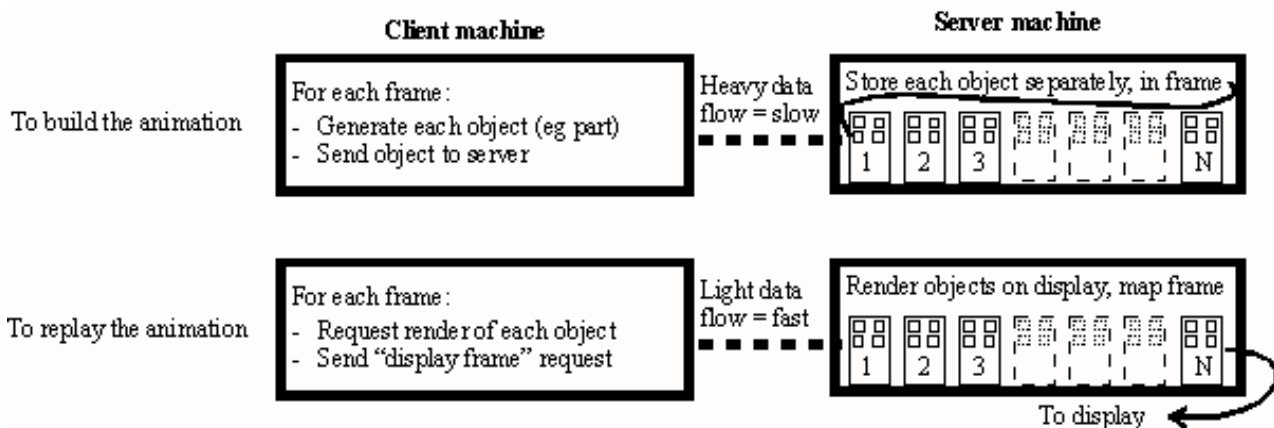 Client machine
Server machine
To build the animation
For each frame:
- Generate each object (eg part)
- Send object to server
Heavy data
flow = slow
Store each object separately, in frame
1 2 3 N
To replay the animation
For each frame:
- Request render of each object
- Send “display frame” request
Light data
flow = fast
Render objects on display, map frame
1 2 3 N
To display